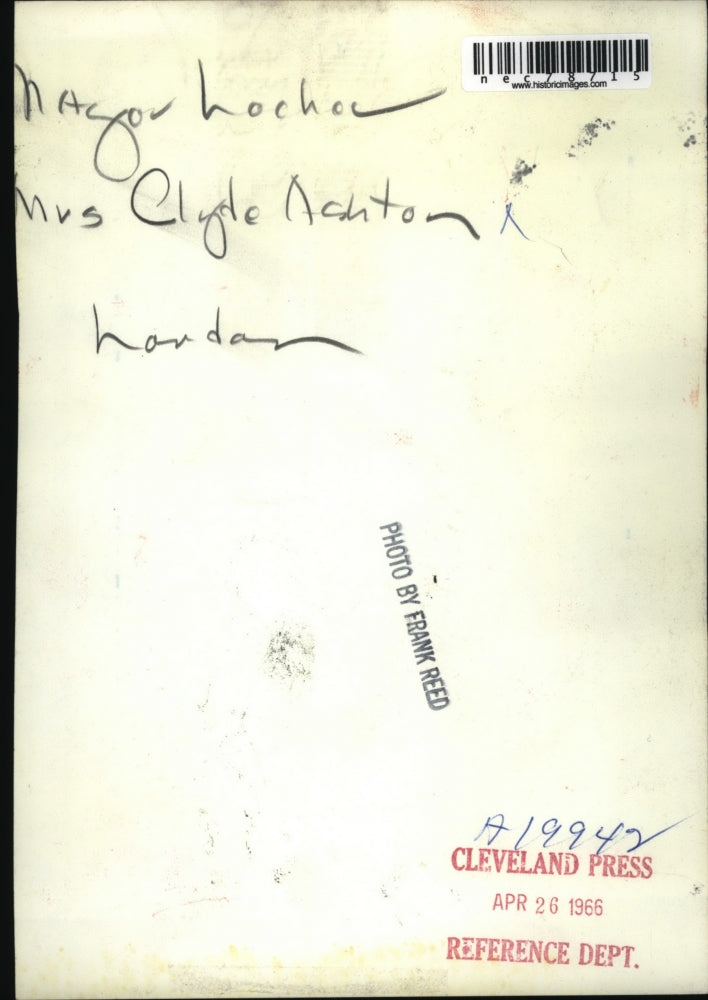 nec78715
www.historicimages.com
Mayor Locher
Mrs Clyde Ashton
PHOTO BY FRANK REED
A19942
CLEVELAND PRESS
APR 26 1966
REFERENCE DEPT.